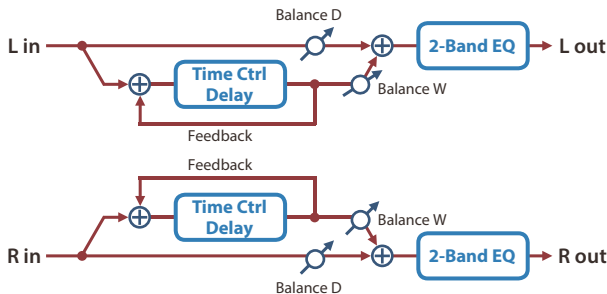 Balance D
L in
2-Band EQ
L out
Time Ctrl
Delay
Balance W
Feedback
Feedback
Time Ctrl
Delay
Balance W
R in
2-Band EQ
R out
Balance D